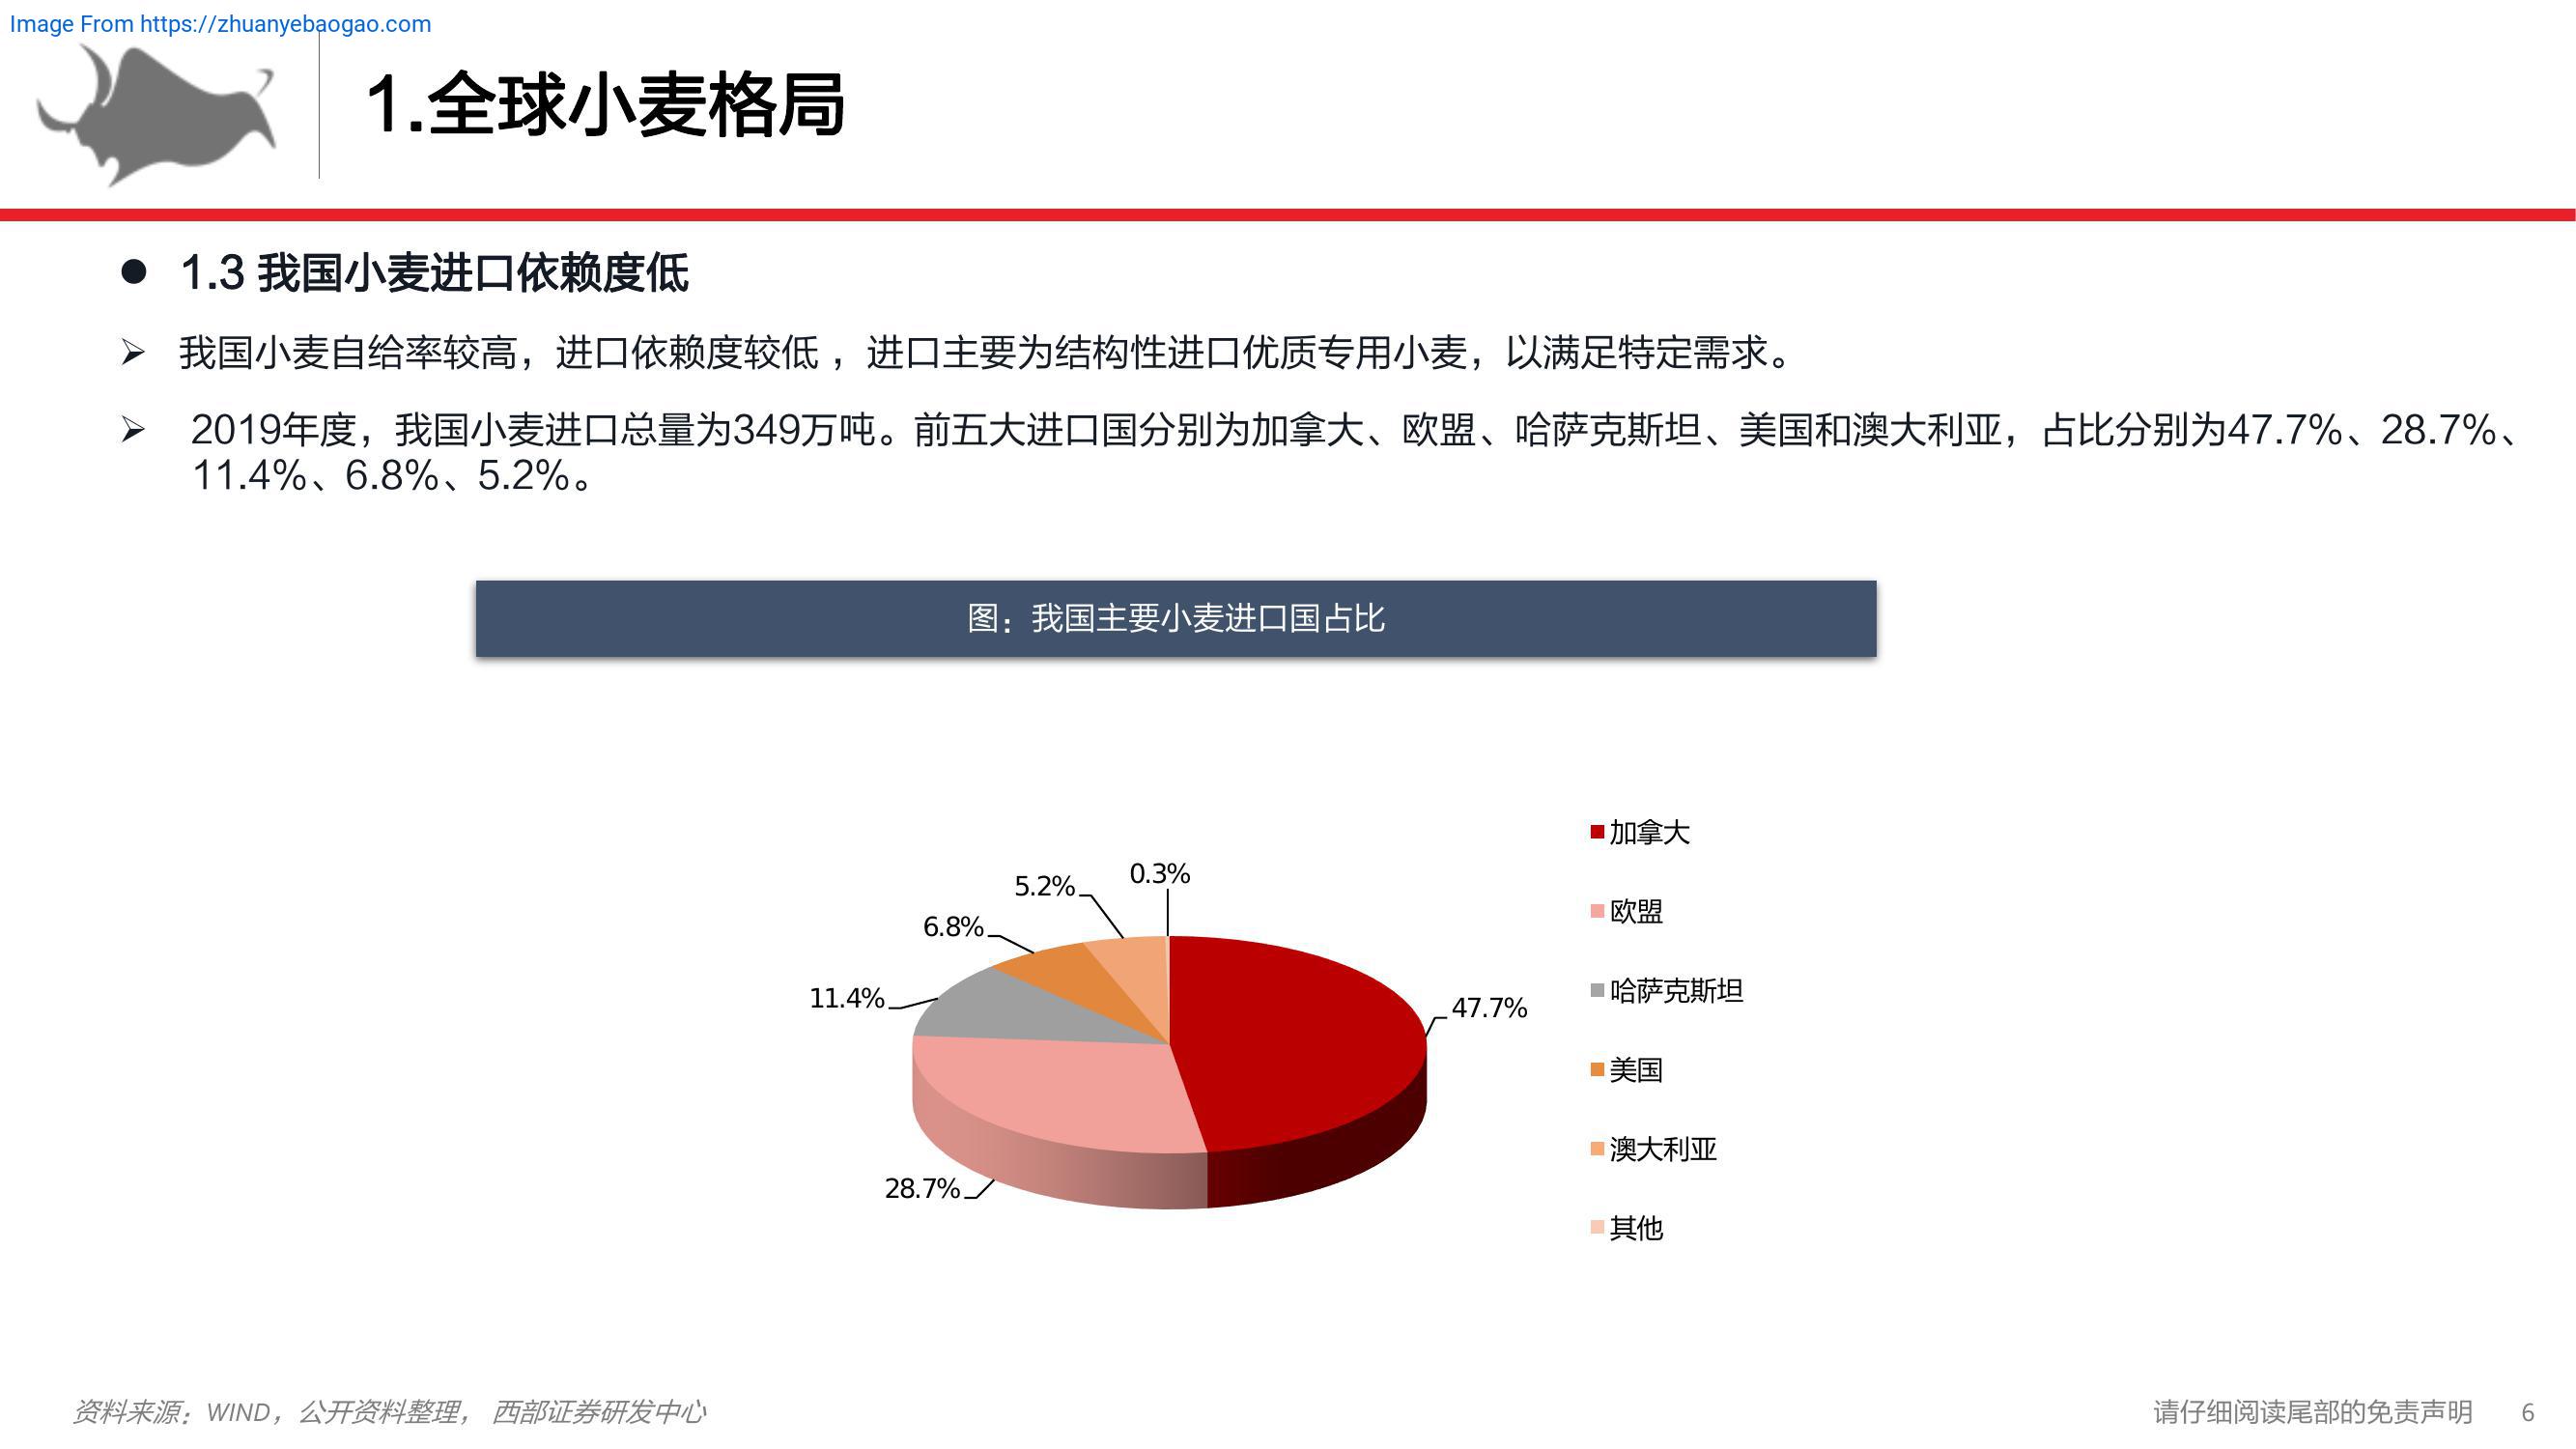 Image From https://zhuanyebaogao.com
1.全球小麦格局
● 1.3 我国小麦进口依赖度低
➢ 我国小麦自给率较高，进口依赖度较低 ，进口主要为结构性进口优质专用小麦，以满足特定需求。
➢ 2019年度，我国小麦进口总量为349万吨。前五大进口国分别为加拿大、欧盟、哈萨克斯坦、美国和澳大利亚，占比分别为47.7%、28.7%、
11.4%、6.8%、5.2%。
图：我国主要小麦进口国占比
0.3%
5.2%
6.8%
11.4%
47.7%
28.7%
加拿大
欧盟
哈萨克斯坦
美国
澳大利亚
其他
资料来源：WIND，公开资料整理， 西部证券研发中心
请仔细阅读尾部的免责声明 6